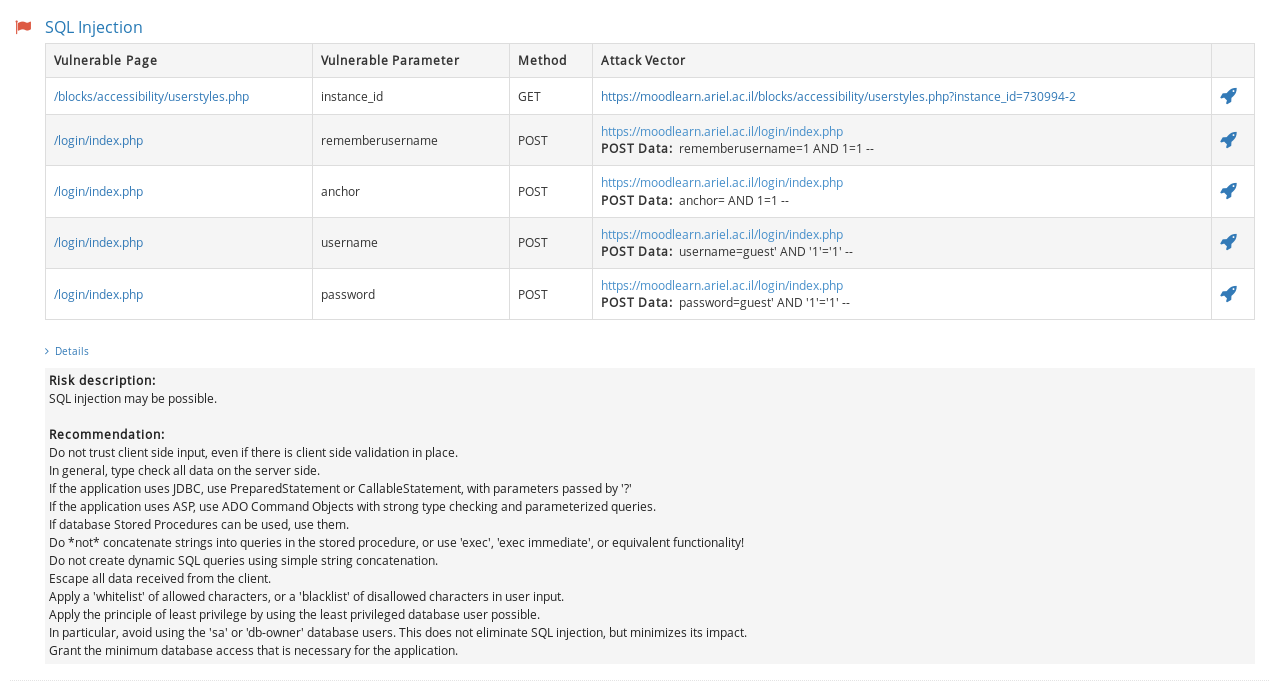 SQL Injection
Vulnerable Page Vulnerable Parameter Method Attack Vector
/blocks/accessibility/userstyles.php instance_id GET https://moodlearn.ariel.ac.il/blocks/accessibility/userstyles.php?instance_id=730994-2
/login/index.php rememberusername POST https://moodlearn.ariel.ac.il/login/index.php
POST Data: rememberusername=1 AND 1=1 --
/login/index.php anchor POST https://moodlearn.ariel.ac.il/login/index.php
POST Data: anchor= AND 1=1 --
/login/index.php username POST https://moodlearn.ariel.ac.il/login/index.php
POST Data: username=guest' AND '1'='1' --
/login/index.php password POST https://moodlearn.ariel.ac.il/login/index.php
POST Data: password=guest' AND '1'='1' --
Details
Risk description:
SQL injection may be possible.
Recommendation:
Do not trust client side input, even if there is client side validation in place.
In general, type check all data on the server side.
If the application uses JDBC, use PreparedStatement or CallableStatement, with parameters passed by '?'
If the application uses ASP, use ADO Command Objects with strong type checking and parameterized queries.
If database Stored Procedures can be used, use them.
Do *not* concatenate strings into queries in the stored procedure, or use 'exec', 'exec immediate', or equivalent functionality!
Do not create dynamic SQL queries using simple string concatenation.
Escape all data received from the client.
Apply a 'whitelist' of allowed characters, or a 'blacklist' of disallowed characters in user input.
Apply the principle of least privilege by using the least privileged database user possible.
In particular, avoid using the 'sa' or 'db-owner' database users. This does not eliminate SQL injection, but minimizes its impact.
Grant the minimum database access that is necessary for the application.